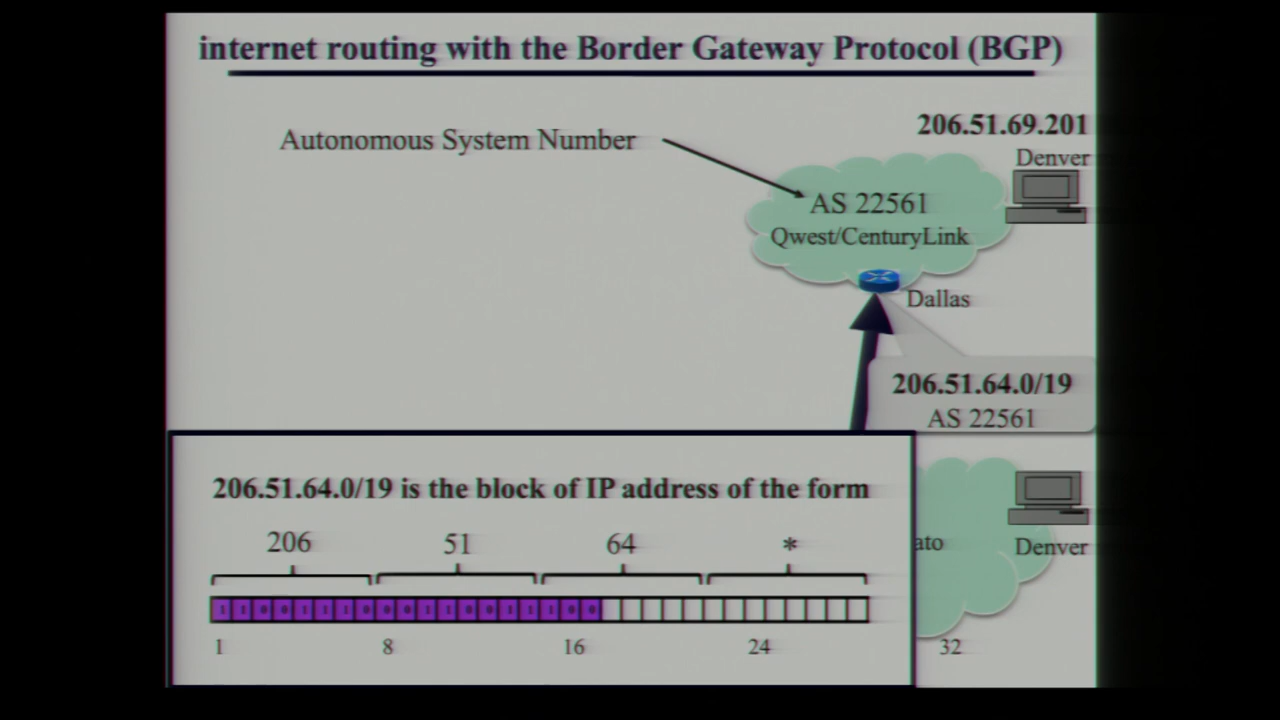 internet routing with the Border Gateway Protocol (BGP)
206.51.69.201
Autonomous System Number
Denver
AS 22561
Qwest/CenturyLink
Dallas
206.51.64.0/19
AS 22561
206.51.64.0/19 is the block of IP address of the form
206 51 64 *
ato
Denver
1 8 16 24 32